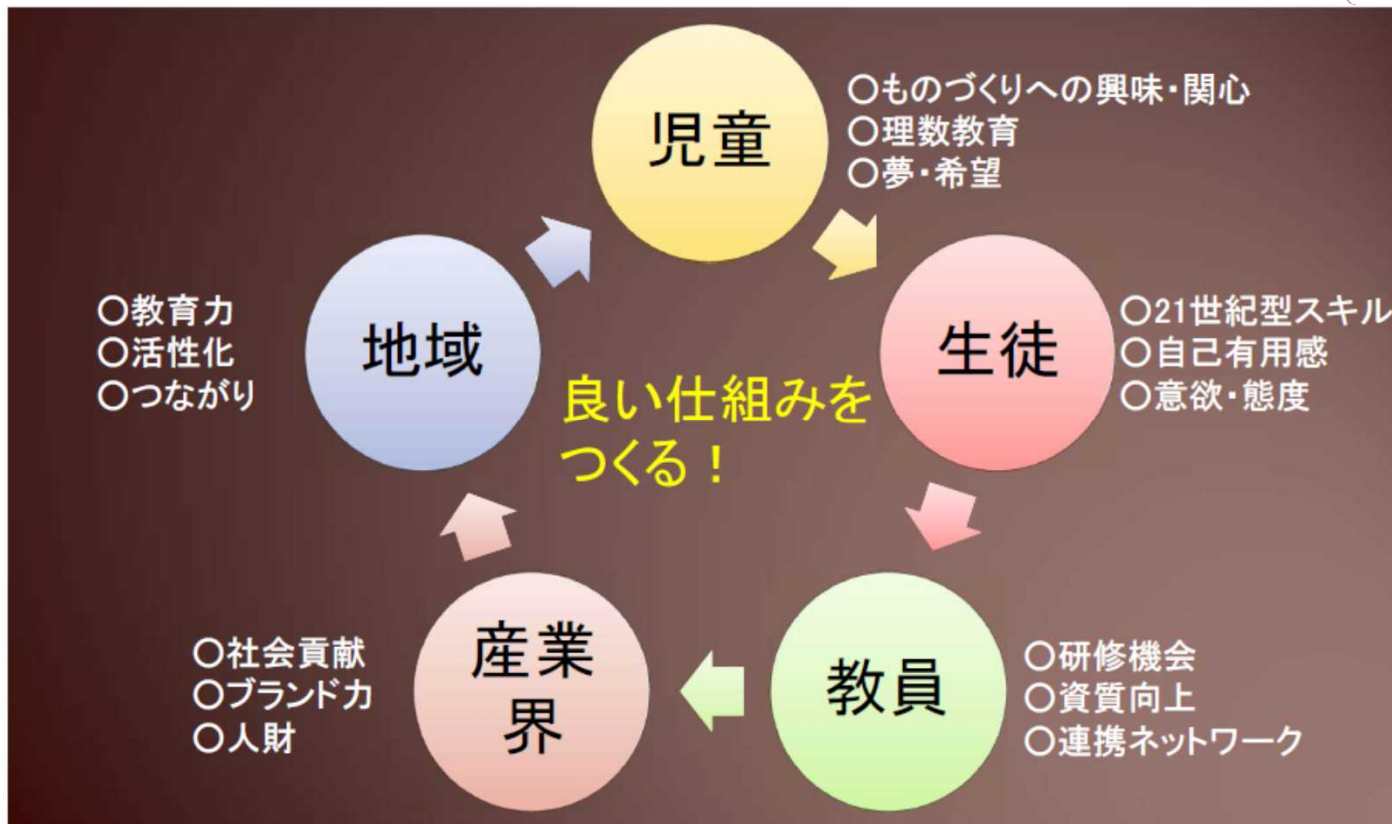 児童
○ものづくりへの興味・関心
○理数教育
○夢・希望
生徒
○21世紀型スキル
○自己有用感
○意欲・態度
教員
○研修機会
○資質向上
○連携ネットワーク
産業
界
○社会貢献
○ブランド力
○人財
地域
○教育力
○活性化
○つながり
良い仕組みを
つくる！